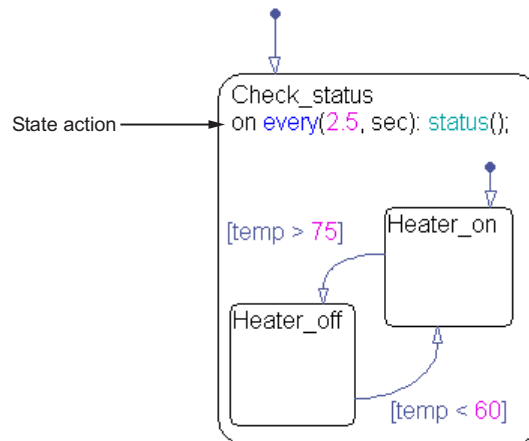 Check_status
State action
on every(2.5, sec): status();
Heater_on
[temp > 75]
Heater_off
[temp < 60]